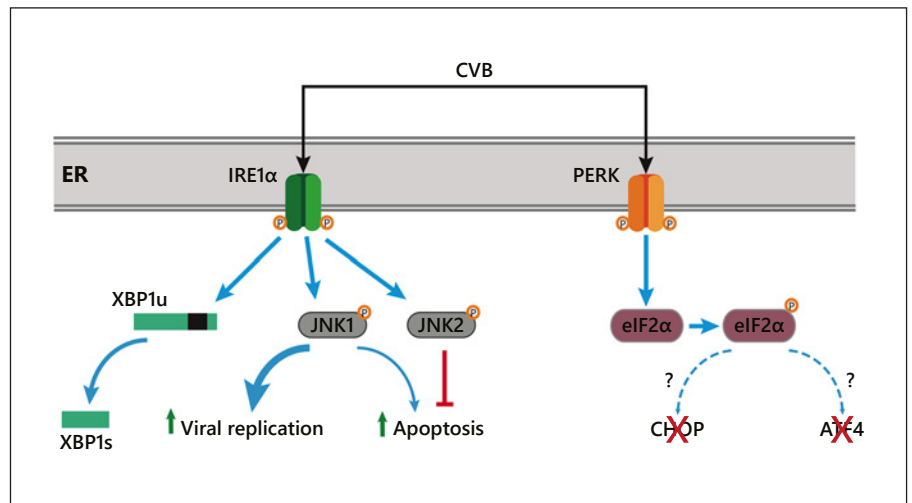 CVB
ER
IRE1α
PERK
P
P
P
P
XBP1u
JNK1
P
JNK2
P
eIF2α
eIF2α
P
?
?
XBP1s
Viral replication
Apoptosis
CHOP
ATF4